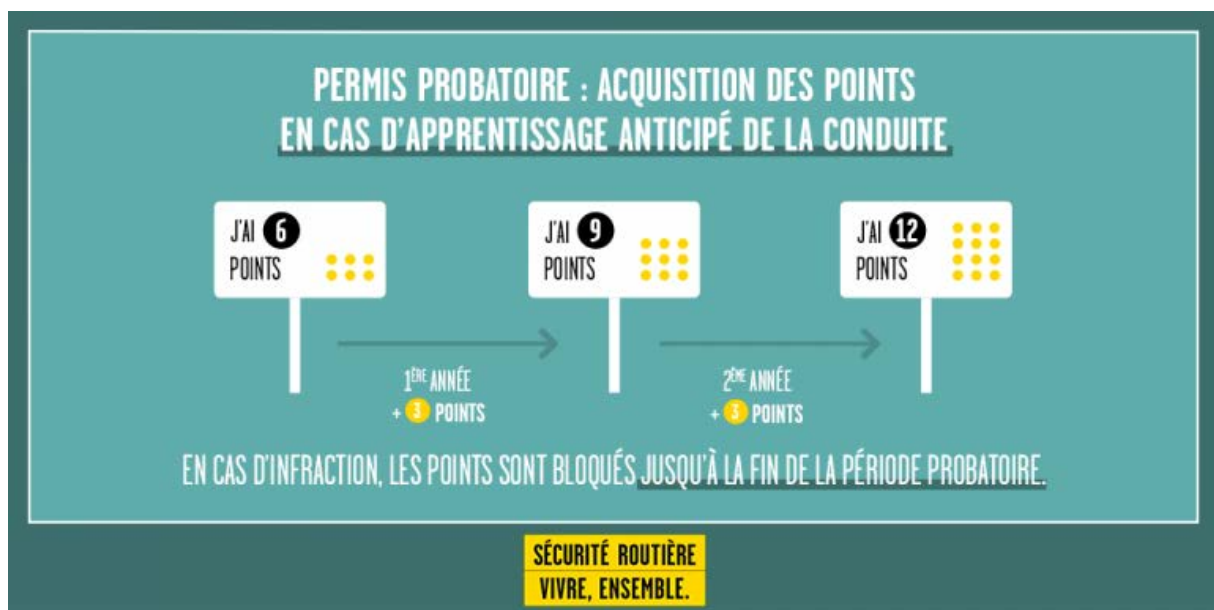 PERMIS PROBATOIRE : ACQUISITION DES POINTS
EN CAS D'APPRENTISSAGE ANTICIPÉ DE LA CONDUITE
J'AI 6
POINTS
J'AI 9
POINTS
J'AI 12
POINTS
1ÈRE ANNÉE
+ 3 POINTS
2ÈME ANNÉE
+ 3 POINTS
EN CAS D'INFRACTION, LES POINTS SONT BLOQUÉS JUSQU'À LA FIN DE LA PÉRIODE PROBATOIRE.
SÉCURITÉ ROUTIÈRE
VIVRE, ENSEMBLE.